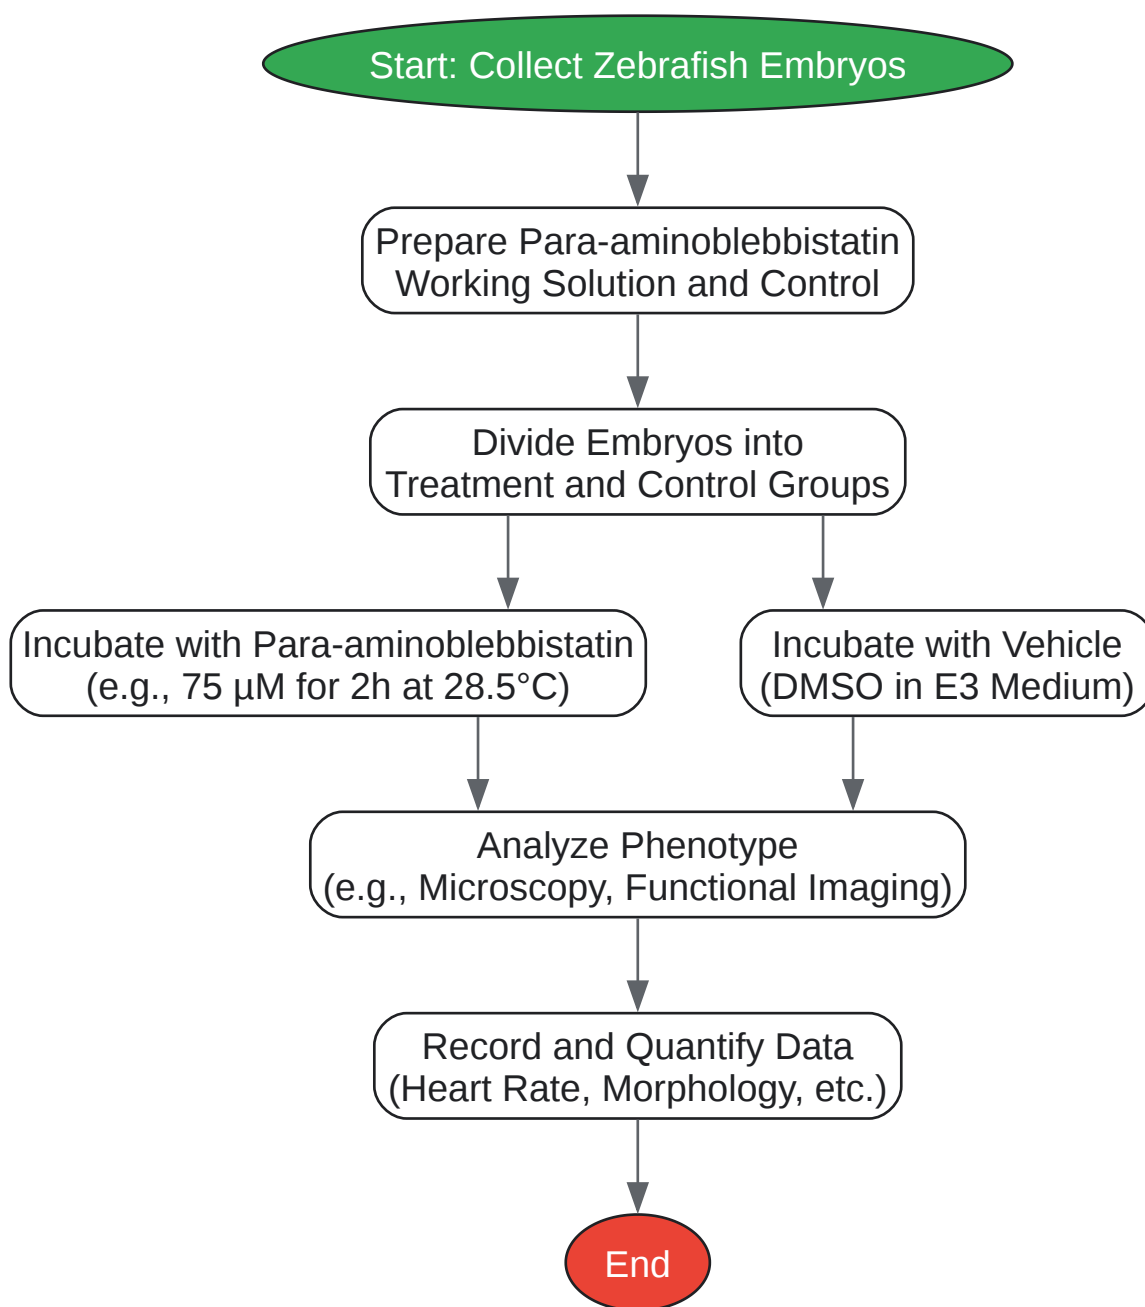 Start: Collect Zebrafish Embryos
Prepare Para-aminoblebbistatin
Working Solution and Control
Divide Embryos into
Treatment and Control Groups
Incubate with Para-aminoblebbistatin
(e.g., 75 µM for 2h at 28.5°C)
Incubate with Vehicle
(DMSO in E3 Medium)
Analyze Phenotype
(e.g., Microscopy, Functional Imaging)
Record and Quantify Data
(Heart Rate, Morphology, etc.)
End